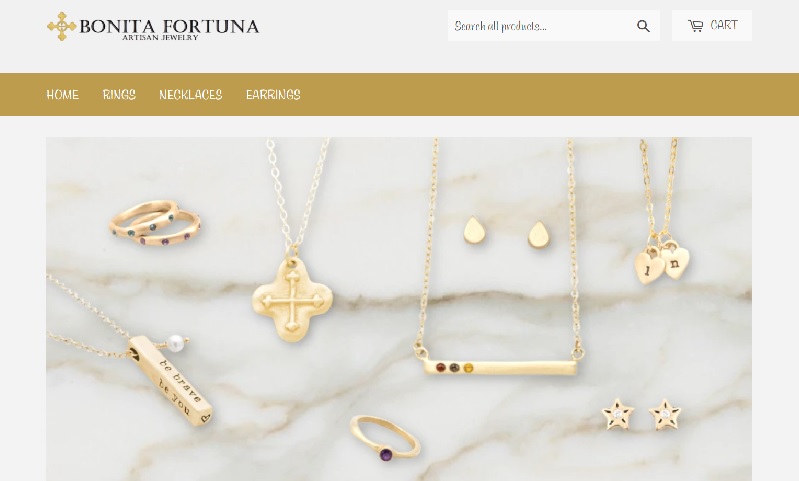 BONITA FORTUNA
ARTISAN JEWELRY
Search all products...
CART
HOME RINGS NECKLACES EARRINGS
l n
be brave
be you